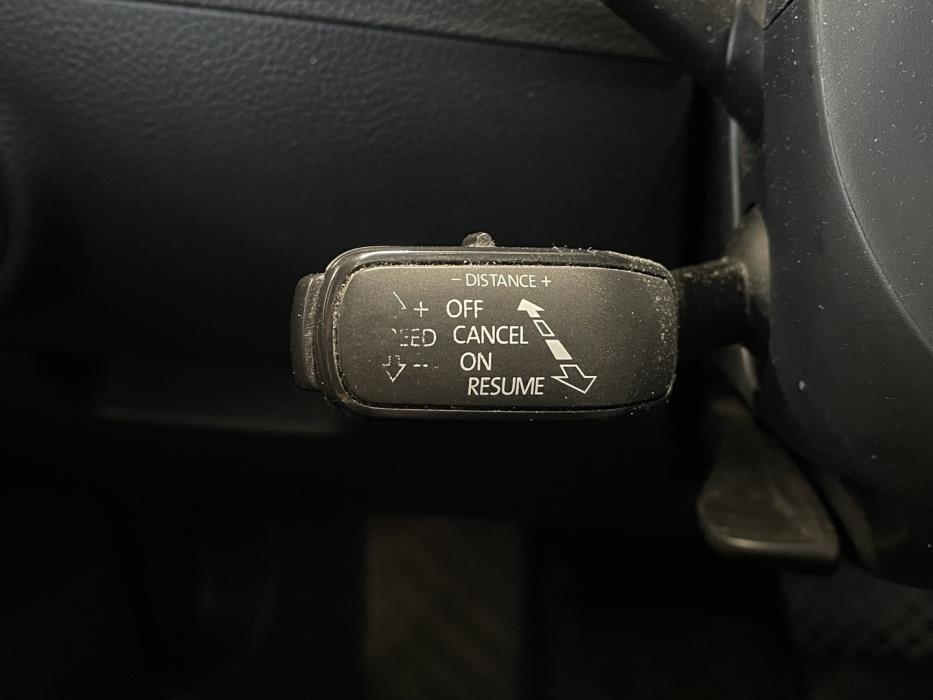 - DISTANCE +
+ OFF
CANCEL
- ON
RESUME